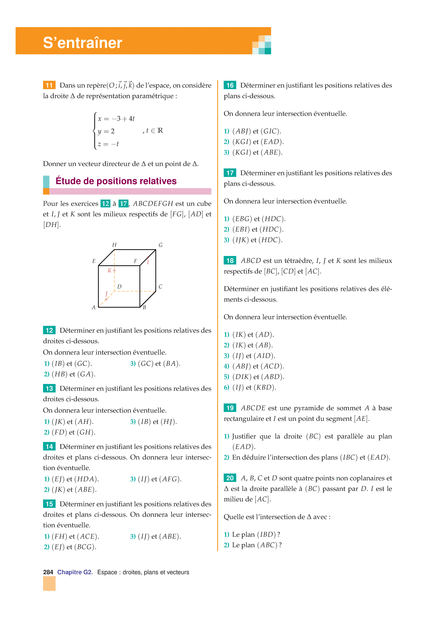 S'entraîner
11 Dans un repère(O; i, j, k) de l'espace, on considère
la droite Δ de représentation paramétrique :
x = −3 + 4t
y = 2 , t ∈ ℝ
z = −t
Donner un vecteur directeur de Δ et un point de Δ.
Étude de positions relatives
Pour les exercices 12 à 17, ABCDEFGH est un cube
et I, J et K sont les milieux respectifs de [FG], [AD] et
[DH].
H G
E F I
K
D C
J
A B
12 Déterminer en justifiant les positions relatives des
droites ci-dessous.
On donnera leur intersection éventuelle.
1) (IB) et (GC). 3) (GC) et (BA).
2) (HB) et (GA).
13 Déterminer en justifiant les positions relatives des
droites ci-dessous.
On donnera leur intersection éventuelle.
1) (JK) et (AH). 3) (IB) et (HJ).
2) (FD) et (GH).
14 Déterminer en justifiant les positions relatives des
droites et plans ci-dessous. On donnera leur intersec-
tion éventuelle.
1) (EJ) et (HDA). 3) (IJ) et (AFG).
2) (JK) et (ABE).
15 Déterminer en justifiant les positions relatives des
droites et plans ci-dessous. On donnera leur intersec-
tion éventuelle.
1) (FH) et (ACE). 3) (IJ) et (ABE).
2) (EJ) et (BCG).
16 Déterminer en justifiant les positions relatives des
plans ci-dessous.
On donnera leur intersection éventuelle.
1) (ABJ) et (GIC).
2) (KGI) et (EAD).
3) (KGI) et (ABE).
17 Déterminer en justifiant les positions relatives des
plans ci-dessous.
On donnera leur intersection éventuelle.
1) (EBG) et (HDC).
2) (EBI) et (HDC).
3) (IJK) et (HDC).
18 ABCD est un tétraèdre, I, J et K sont les milieux
respectifs de [BC], [CD] et [AC].
Déterminer en justifiant les positions relatives des élé-
ments ci-dessous.
On donnera leur intersection éventuelle.
1) (IK) et (AD).
2) (IK) et (AB).
3) (IJ) et (AID).
4) (ABJ) et (ACD).
5) (DIK) et (ABD).
6) (IJ) et (KBD).
19 ABCDE est une pyramide de sommet A à base
rectangulaire et I est un point du segment [AE].
1) Justifier que la droite (BC) est parallèle au plan
(EAD).
2) En déduire l'intersection des plans (IBC) et (EAD).
20 A, B, C et D sont quatre points non coplanaires et
Δ est la droite parallèle à (BC) passant par D. I est le
milieu de [AC].
Quelle est l'intersection de Δ avec :
1) Le plan (IBD) ?
2) Le plan (ABC) ?
284 Chapitre G2. Espace : droites, plans et vecteurs